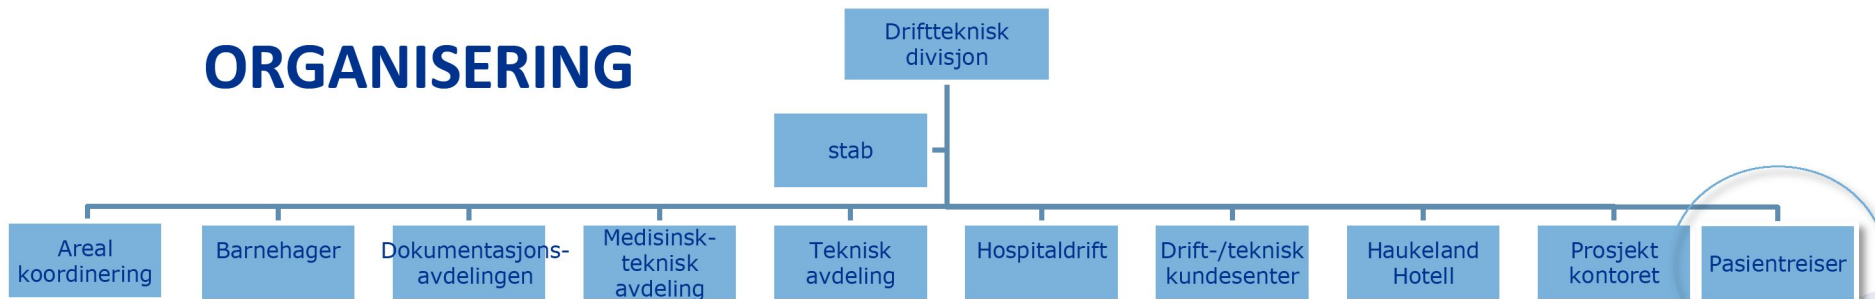 ORGANISERING
Driftteknisk
divisjon
stab
Areal
koordinering
Barnehager
Dokumentasjons-
avdelingen
Medisinsk-
teknisk
avdeling
Teknisk
avdeling
Hospitaldrift
Drift-/teknisk
kundesenter
Haukeland
Hotell
Prosjekt
kontoret
Pasientreiser